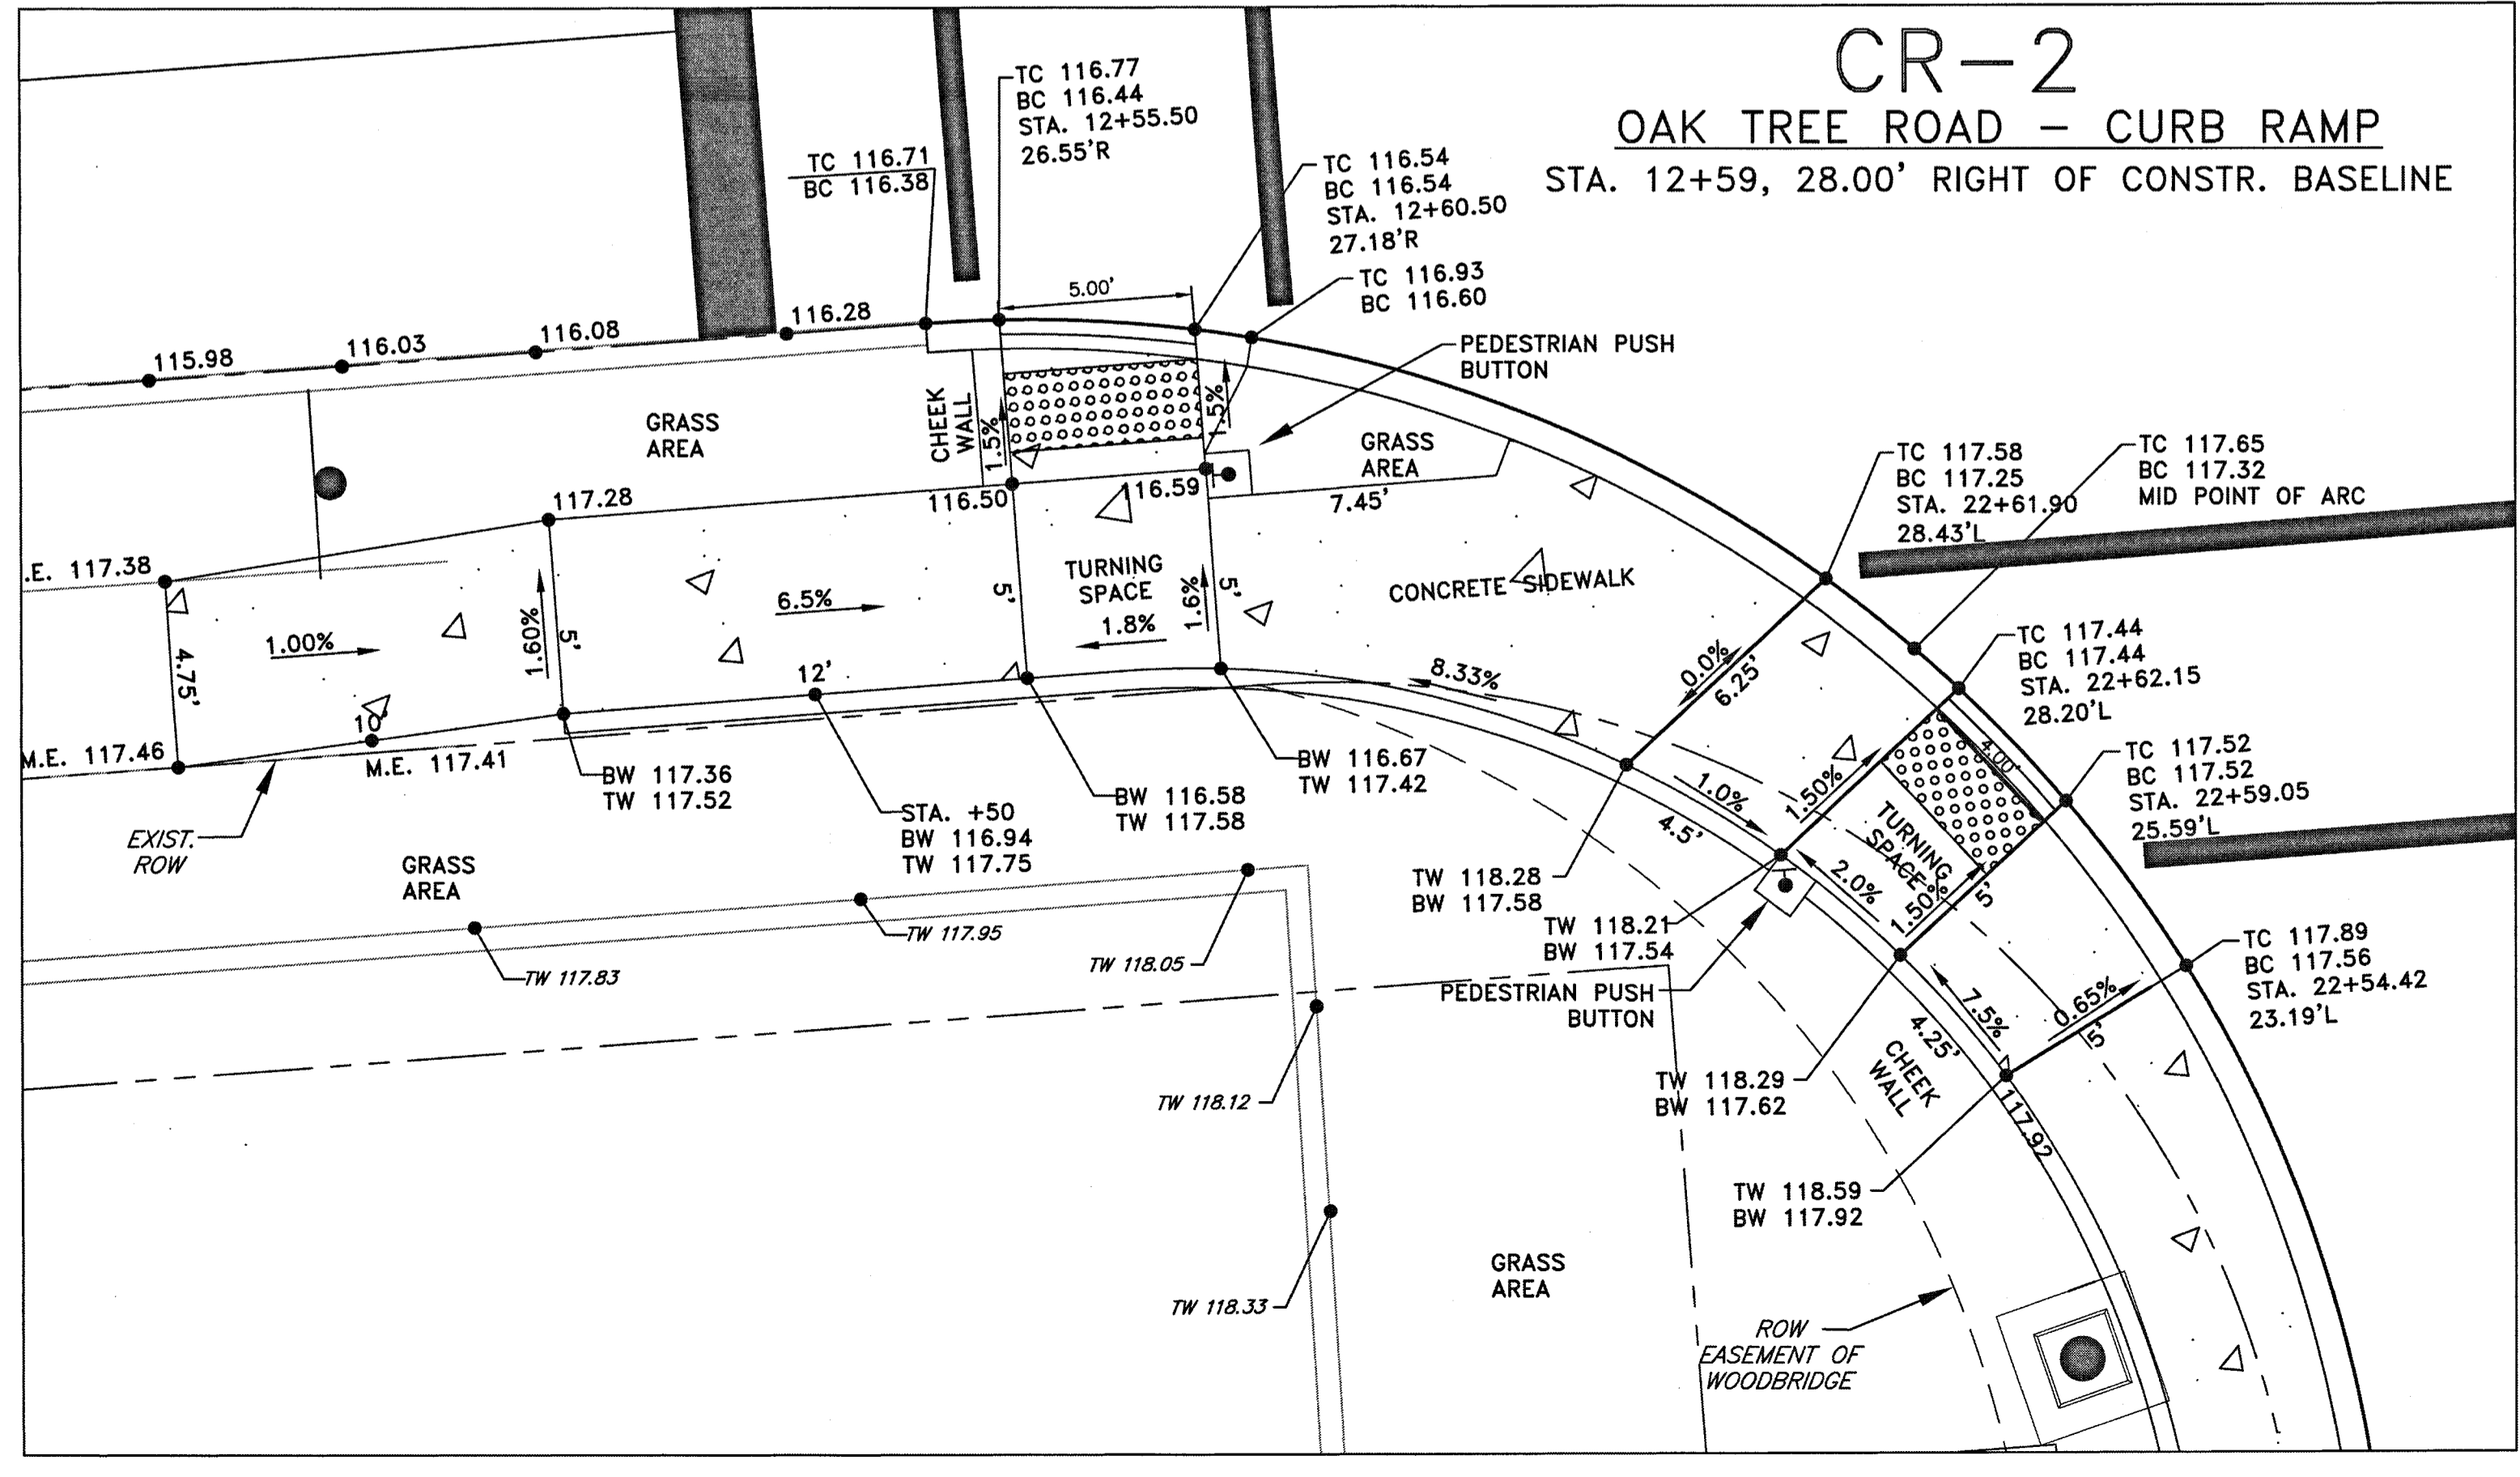 CR-2
OAK TREE ROAD - CURB RAMP
STA. 12+59, 28.00' RIGHT OF CONSTR. BASELINE
TC 116.77
BC 116.44
STA. 12+55.50
26.55'R
TC 116.71
BC 116.38
TC 116.54
BC 116.54
STA. 12+60.50
27.18'R
TC 116.93
BC 116.60
5.00'
115.98
116.03
116.08
116.28
PEDESTRIAN PUSH
BUTTON
GRASS
AREA
CHEEK
WALL
1.5%
1.5%
GRASS
AREA
7.45'
117.28
116.50
116.59
TC 117.58
BC 117.25
STA. 22+61.90
28.43'L
TC 117.65
BC 117.32
MID POINT OF ARC
.E. 117.38
4.75'
1.00%
1.60%
5'
6.5%
5'
TURNING
SPACE
1.8%
1.6%
5'
CONCRETE SIDEWALK
8.33%
0.0%
6.25'
TC 117.44
BC 117.44
STA. 22+62.15
28.20'L
4.00'
TC 117.52
BC 117.52
STA. 22+59.05
25.59'L
M.E. 117.46
10'
M.E. 117.41
12'
EXIST.
ROW
BW 117.36
TW 117.52
STA. +50
BW 116.94
TW 117.75
BW 116.58
TW 117.58
BW 116.67
TW 117.42
1.0%
4.5'
1.50%
TURNING
SPACE
2.0%
1.50%
5'
GRASS
AREA
TW 117.83
TW 117.95
TW 118.05
TW 118.12
TW 118.33
TW 118.28
BW 117.58
TW 118.21
BW 117.54
PEDESTRIAN PUSH
BUTTON
TW 118.29
BW 117.62
7.5%
4.25'
CHEEK
WALL
0.65%
5'
TC 117.89
BC 117.56
STA. 22+54.42
23.19'L
117.92
TW 118.59
BW 117.92
GRASS
AREA
ROW
EASEMENT OF
WOODBRIDGE